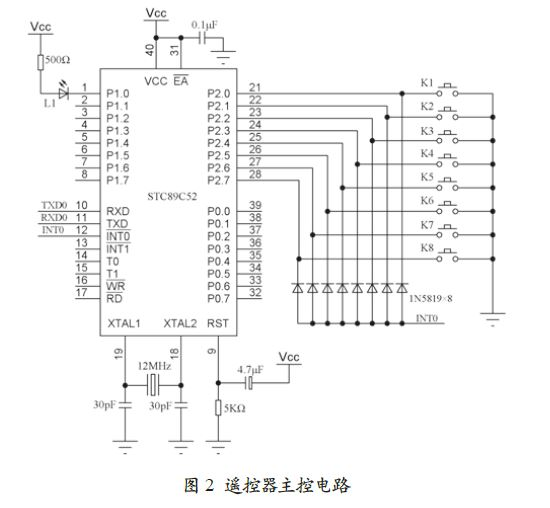 Vcc
Vcc
0.1μF
500Ω
L1
40
31
VCC EA
1 P1.0 P2.0 21
2 P1.1 P2.1 22
3 P1.2 P2.2 23
4 P1.3 P2.3 24
5 P1.4 P2.4 25
6 P1.5 P2.5 26
7 P1.6 P2.6 27
8 P1.7 P2.7 28
STC89C52
TXD0 10 RXD P0.0 39
RXD0 11 TXD P0.1 38
INT0 12 INT0 P0.2 37
13 INT1 P0.3 36
14 T0 P0.4 35
15 T1 P0.5 34
16 WR P0.6 33
17 RD P0.7 32
XTAL1 XTAL2 RST
19
18
9
K1
K2
K3
K4
K5
K6
K7
K8
1N5819×8
INT0
12MHz
30pF
30pF
4.7μF
Vcc
5KΩ
图 2 遥控器主控电路